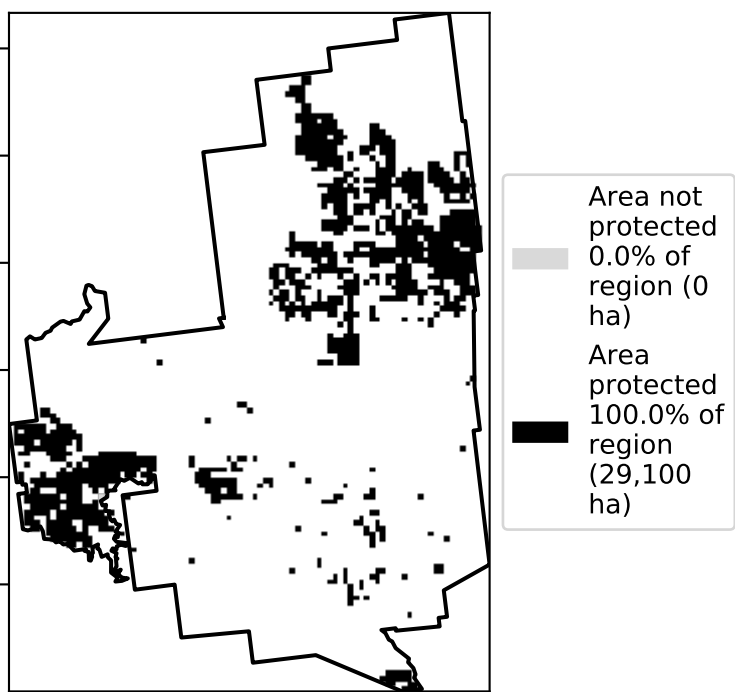 Area not
protected
0.0% of
region (0
ha)
Area
protected
100.0% of
region
(29,100
ha)